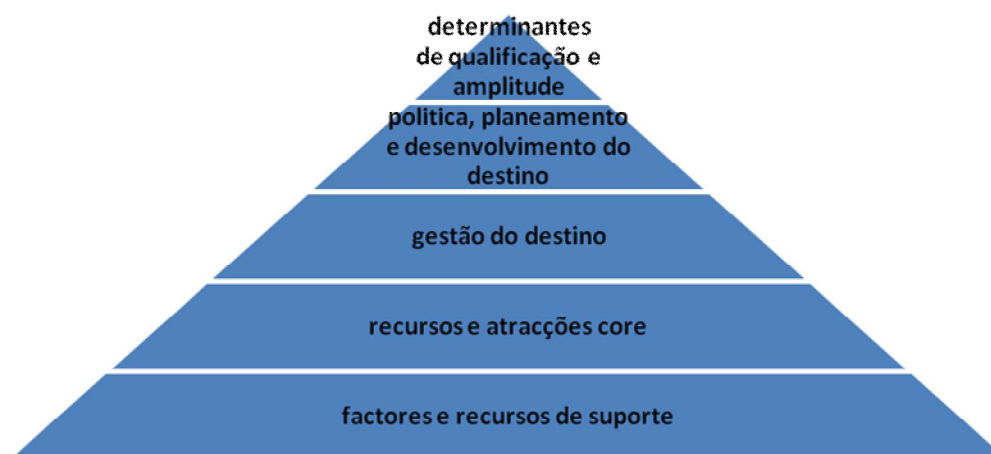 determinantes
de qualificação e
amplitude
politica, planeamento
e desenvolvimento do
destino
gestão do destino
recursos e atracções core
factores e recursos de suporte